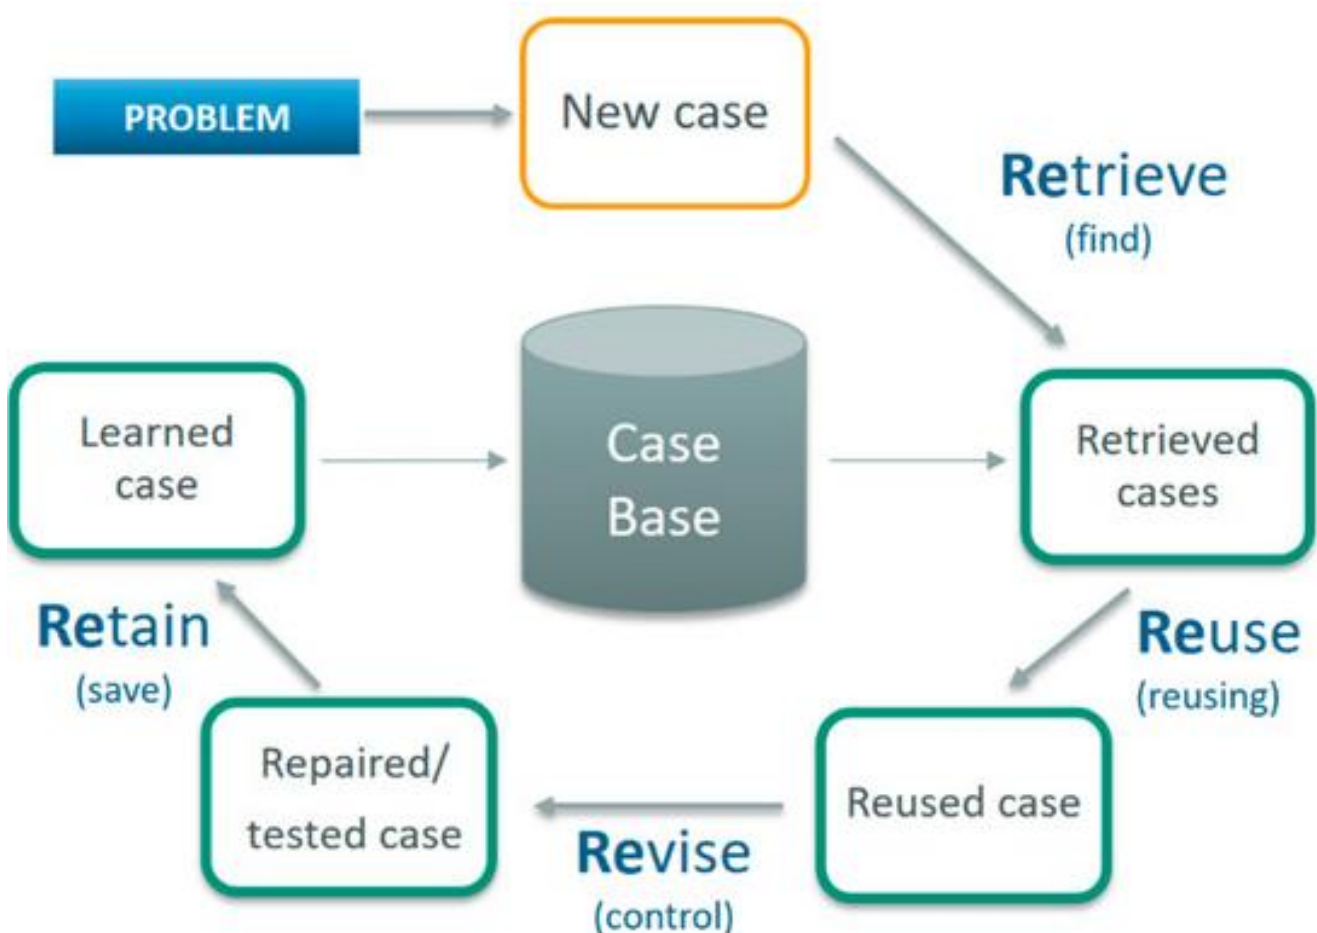 PROBLEM
New case
Retrieve
(find)
Learned
case
Case
Base
Retrieved
cases
Retain
(save)
Reuse
(reusing)
Repaired/
tested case
Reused case
Revise
(control)